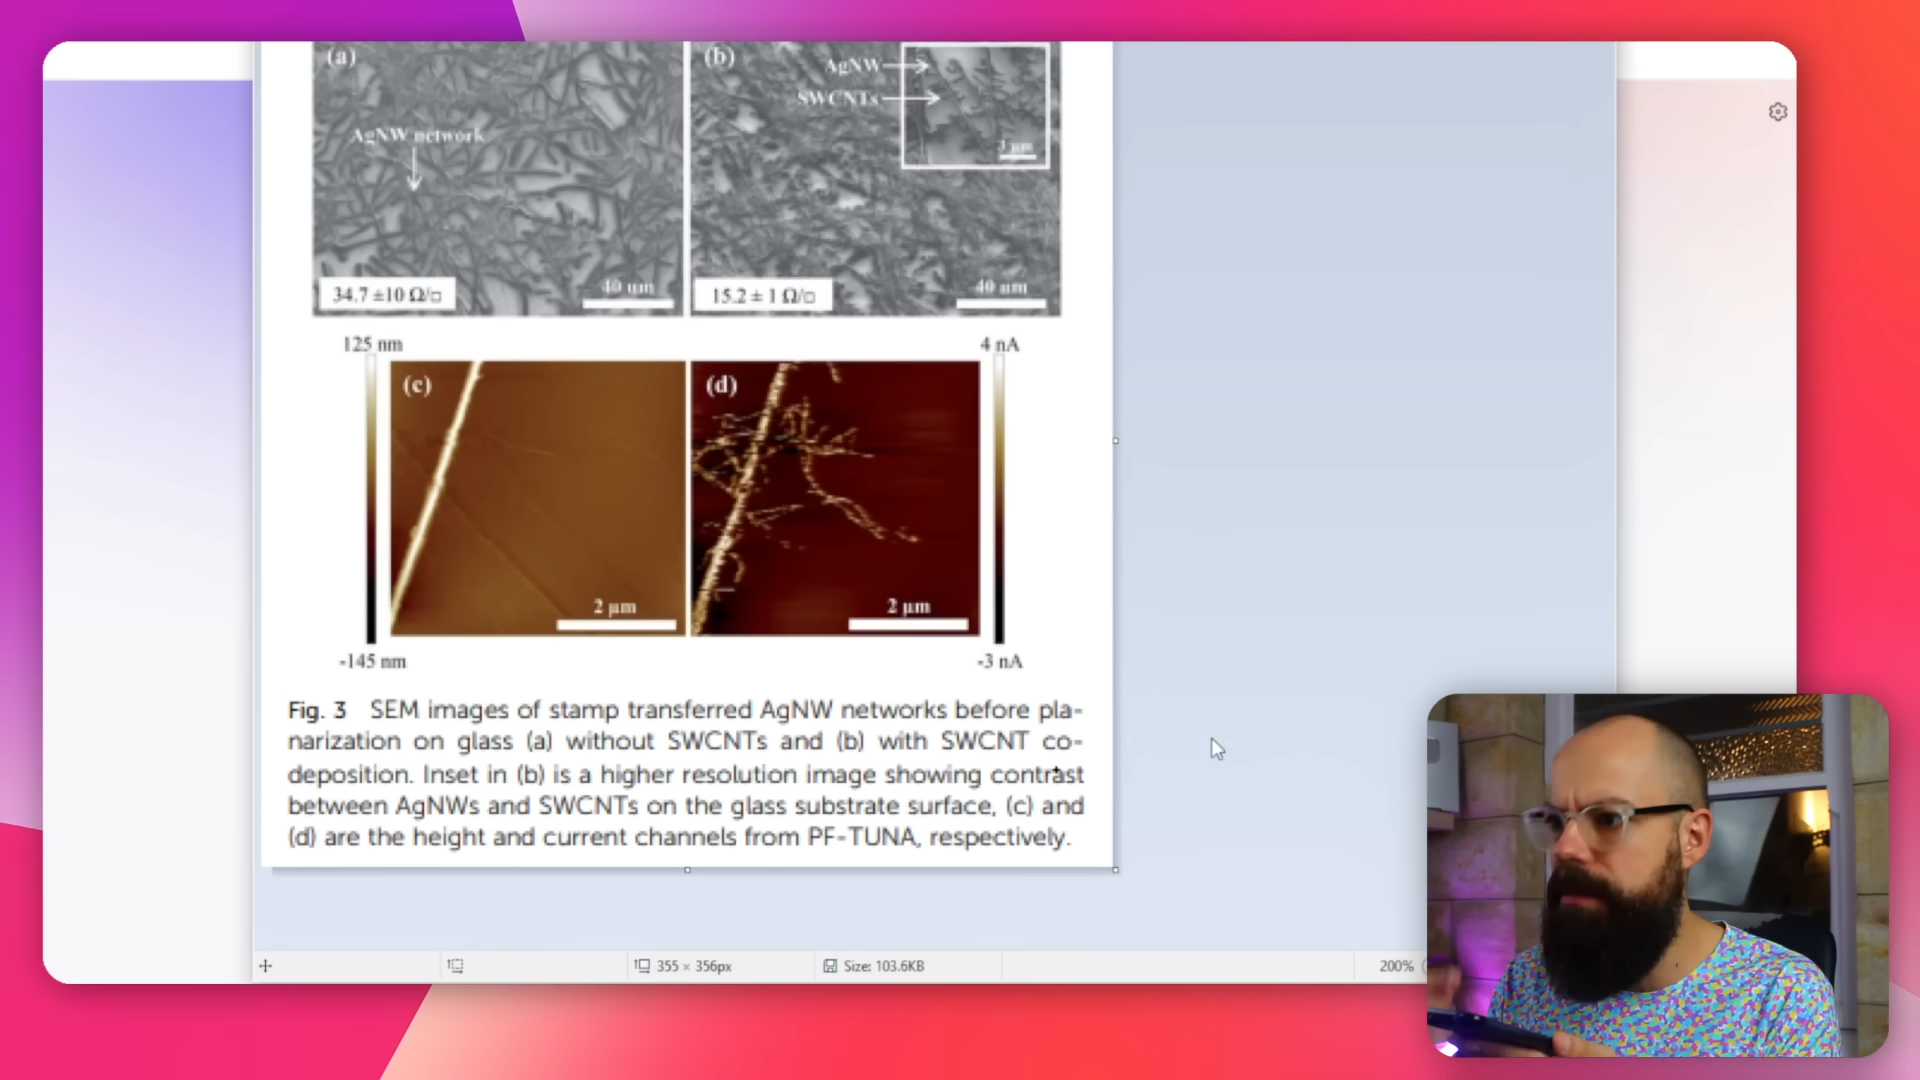 (a)
AgNW network
34.7 ±10 Ω/□
40 um
(b)
AgNW
SWCNTs
1 µm
15.2 ± 1 Ω/□
40 um
125 nm
-145 nm
(c)
2 µm
(d)
2 µm
4 nA
-3 nA
Fig. 3 SEM images of stamp transferred AgNW networks before pla-
narization on glass (a) without SWCNTs and (b) with SWCNT co-
deposition. Inset in (b) is a higher resolution image showing contrast
between AgNWs and SWCNTs on the glass substrate surface, (c) and
(d) are the height and current channels from PF-TUNA, respectively.
355 × 356px
Size: 103.6KB
200%